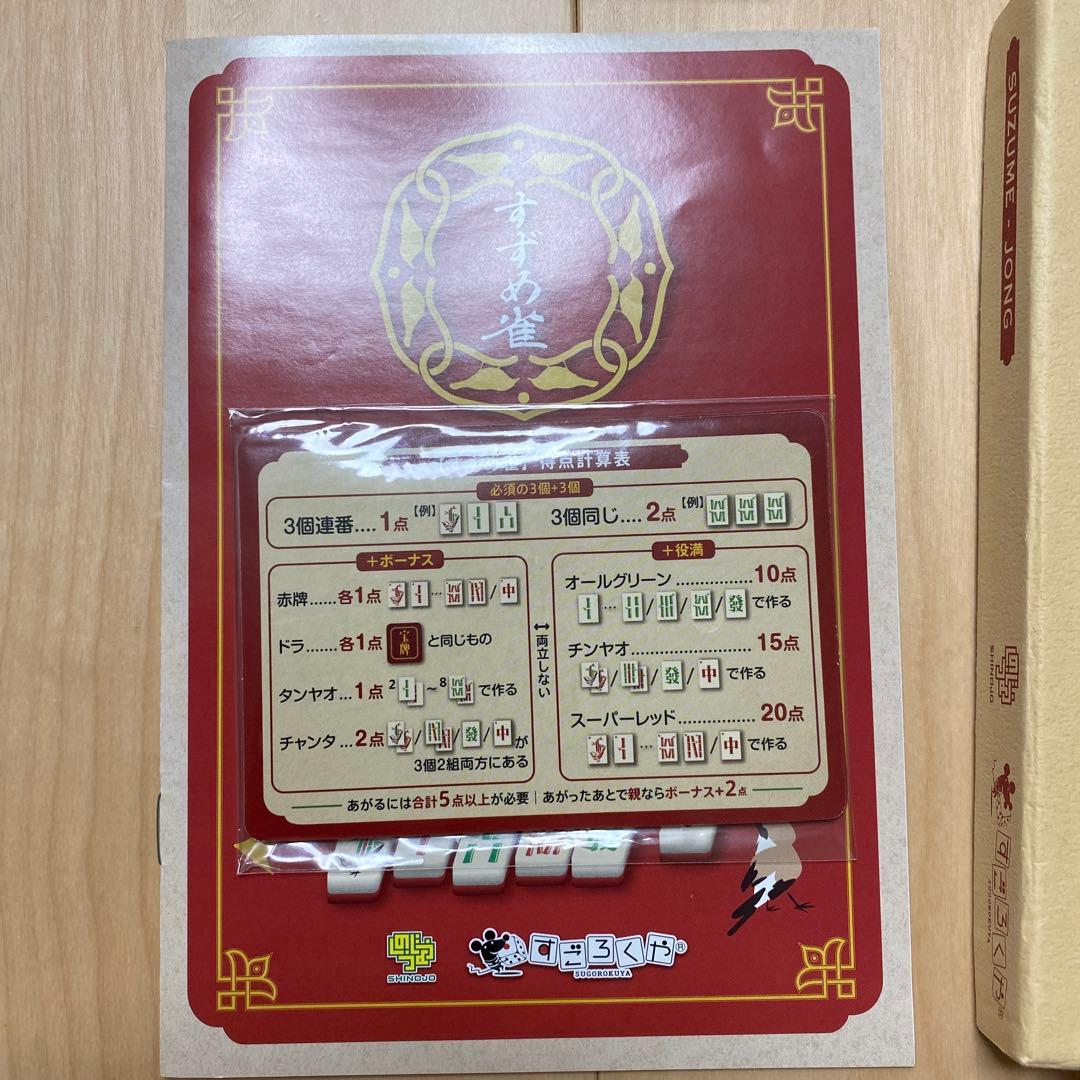 すずめ雀
得点計算表
必須の3個+3個
3個連番....1点【例】
3個同じ....2点【例】
+ボーナス
赤牌......各1点 … / 中
ドラ......各1点 宝牌 と同じもの
タンヤオ...1点 2 ~ 8 で作る
チャンタ...2点 / / 發 / 中 が
3個2組両方にある
↔両立しない
+役満
オールグリーン................10点
… / / / 發 で作る
チンヤオ.........................15点
/ / 發 / 中 で作る
スーパーレッド................20点
… / 中 で作る
あがるには合計5点以上が必要|あがったあとで親ならボーナス+2点
SHINOJO
すごろくや®
SUGOROKUYA
SUZUME - JONG
SHINOJO
すごろくや®
SUGOROKUYA